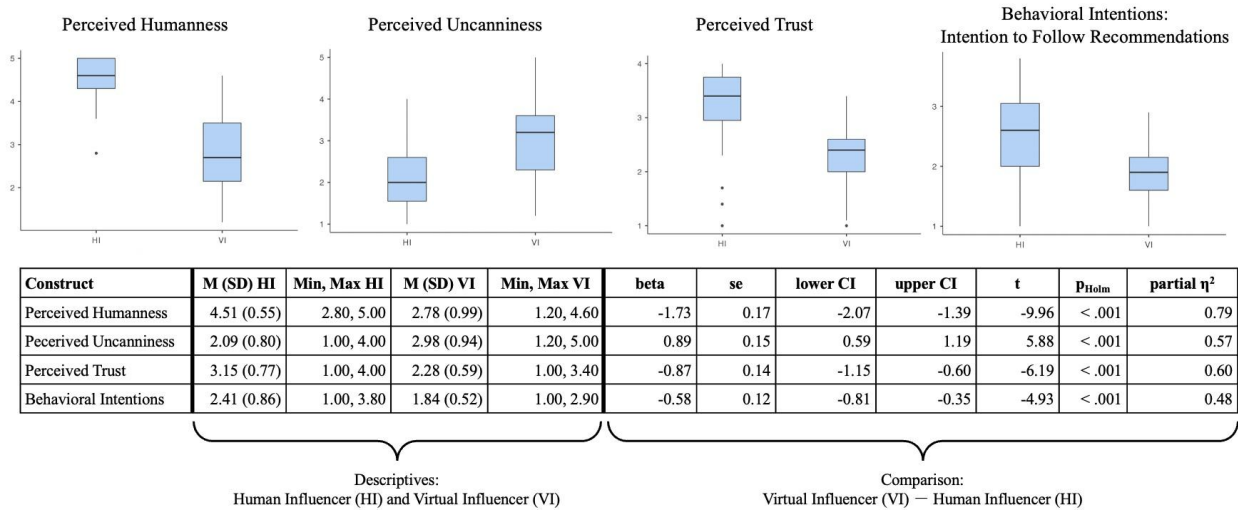 Perceived Humanness
Perceived Uncanniness
Perceived Trust
Behavioral Intentions:
Intention to Follow Recommendations
5
4
3
2
HI
VI
5
4
3
2
1
HI
VI
4
3
2
1
HI
VI
3
2
1
HI
VI
Construct M (SD) HI Min, Max HI M (SD) VI Min, Max VI beta se lower CI upper CI t pHolm partial η²
Perceived Humanness 4.51 (0.55) 2.80, 5.00 2.78 (0.99) 1.20, 4.60 -1.73 0.17 -2.07 -1.39 -9.96 < .001 0.79
Pecerived Uncanniness 2.09 (0.80) 1.00, 4.00 2.98 (0.94) 1.20, 5.00 0.89 0.15 0.59 1.19 5.88 < .001 0.57
Perceived Trust 3.15 (0.77) 1.00, 4.00 2.28 (0.59) 1.00, 3.40 -0.87 0.14 -1.15 -0.60 -6.19 < .001 0.60
Behavioral Intentions 2.41 (0.86) 1.00, 3.80 1.84 (0.52) 1.00, 2.90 -0.58 0.12 -0.81 -0.35 -4.93 < .001 0.48
Descriptives:
Human Influencer (HI) and Virtual Influencer (VI)
Comparison:
Virtual Influencer (VI) － Human Influencer (HI)